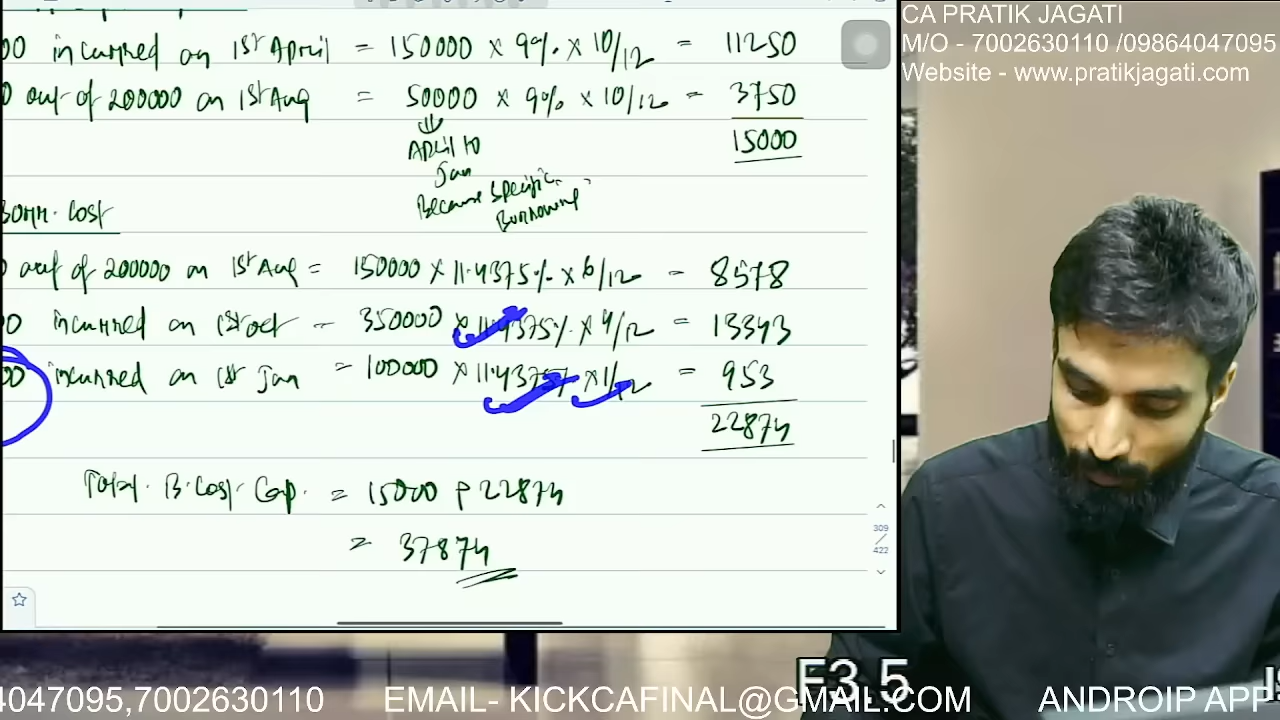 00 incurred on 1st April = 150000 × 9% × 10/12 = 11250
0 out of 200000 on 1st Aug = 50000 × 9% × 10/12 = 3750
15000
April to
Jan
Because specific
Borrowing
Borr. Cost
0 out of 200000 on 1st Aug = 150000 × 11.4375% × 6/12 = 8578
00 incurred on 1st Oct = 350000 × 11.4375% × 4/12 = 13343
00 incurred on 1st Jan = 100000 × 11.4375% × 1/12 = 953
22874
Total B. Cost Cap. = 15000 + 22874
= 37874
309
422
CA PRATIK JAGATI
M/O - 7002630110 /09864047095
Website - www.pratikjagati.com
F3.5
4047095,7002630110 EMAIL- KICKCAFINAL@GMAIL.COM ANDROIP APP